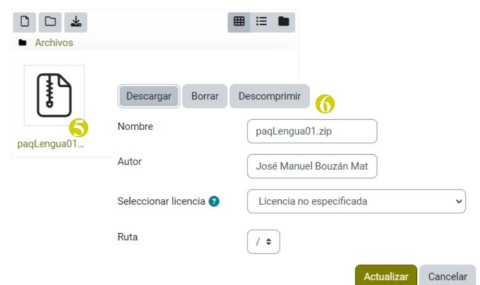 Archivos
Descargar Borrar Descomprimir
6
5
paqLengua01...
Nombre
paqLengua01.zip
Autor
José Manuel Bouzán Mat
Seleccionar licencia ?
Licencia no especificada
Ruta
/
Actualizar Cancelar